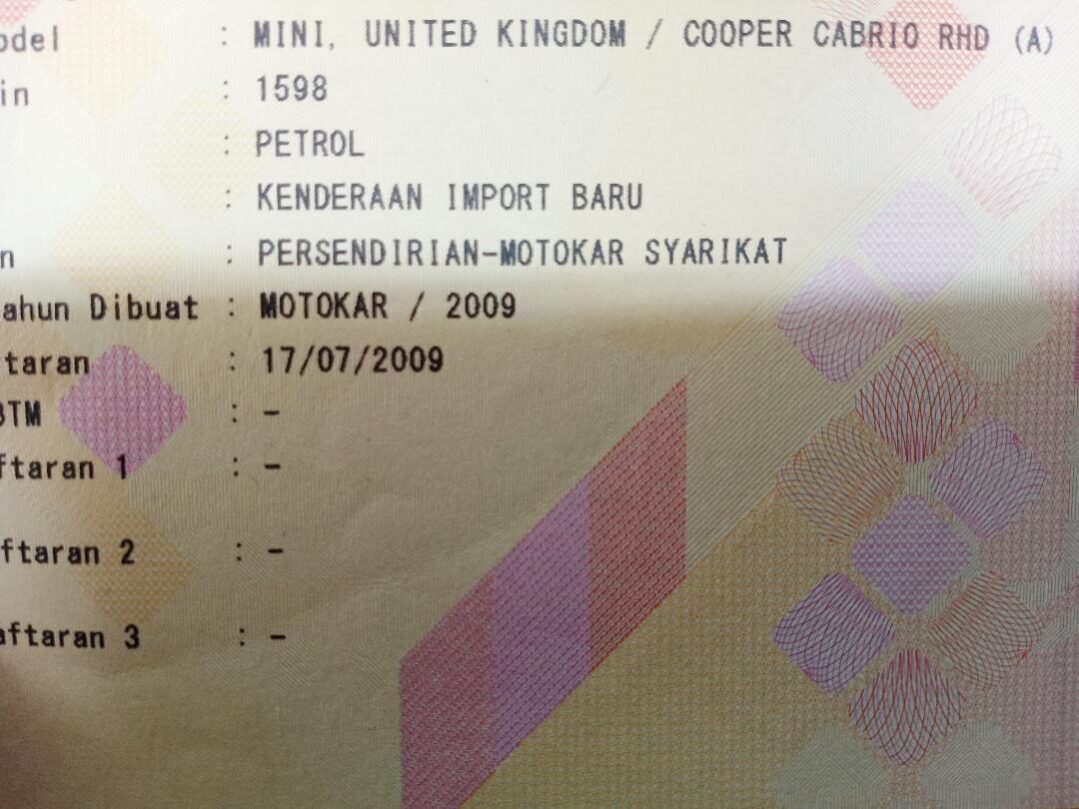 odel : MINI, UNITED KINGDOM / COOPER CABRIO RHD (A)
in : 1598
: PETROL
: KENDERAAN IMPORT BARU
n : PERSENDIRIAN-MOTOKAR SYARIKAT
ahun Dibuat : MOTOKAR / 2009
taran : 17/07/2009
BTM : -
ftaran 1 : -
ftaran 2 : -
aftaran 3 : -